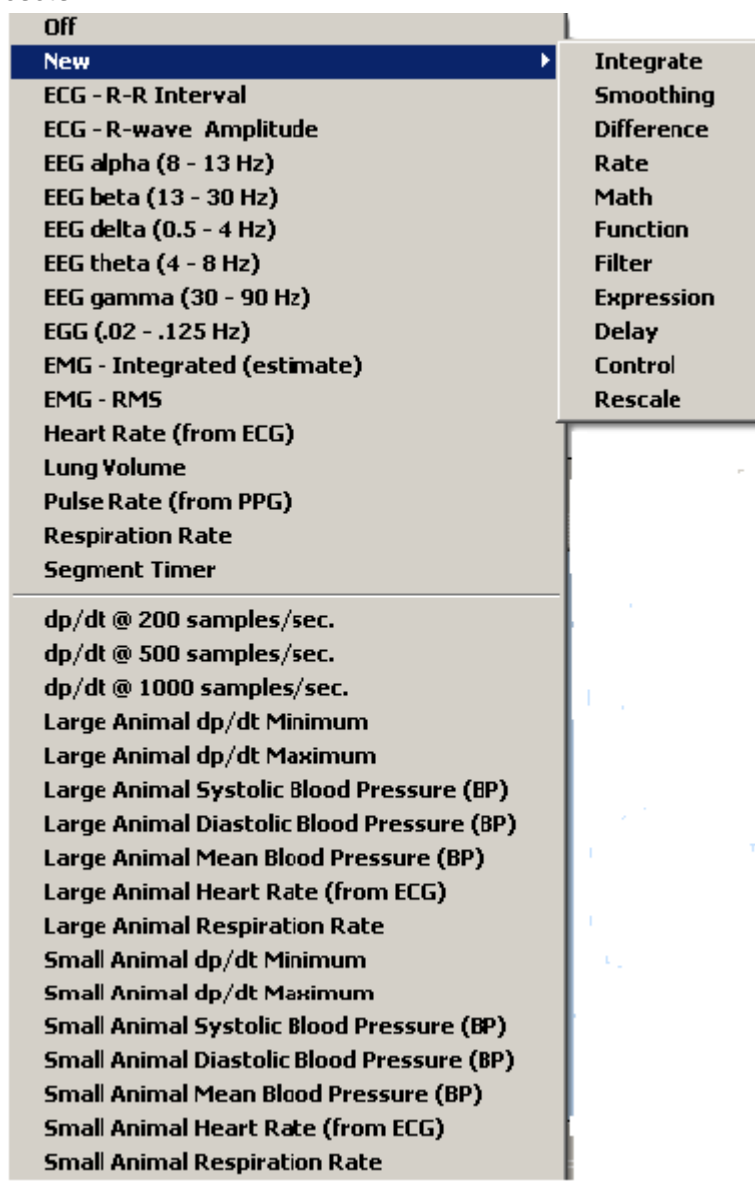 Off
New
ECG - R-R Interval
ECG - R-wave Amplitude
EEG alpha (8 - 13 Hz)
EEG beta (13 - 30 Hz)
EEG delta (0.5 - 4 Hz)
EEG theta (4 - 8 Hz)
EEG gamma (30 - 90 Hz)
EGG (.02 - .125 Hz)
EMG - Integrated (estimate)
EMG - RMS
Heart Rate (from ECG)
Lung Volume
Pulse Rate (from PPG)
Respiration Rate
Segment Timer
dp/dt @ 200 samples/sec.
dp/dt @ 500 samples/sec.
dp/dt @ 1000 samples/sec.
Large Animal dp/dt Minimum
Large Animal dp/dt Maximum
Large Animal Systolic Blood Pressure (BP)
Large Animal Diastolic Blood Pressure (BP)
Large Animal Mean Blood Pressure (BP)
Large Animal Heart Rate (from ECG)
Large Animal Respiration Rate
Small Animal dp/dt Minimum
Small Animal dp/dt Maximum
Small Animal Systolic Blood Pressure (BP)
Small Animal Diastolic Blood Pressure (BP)
Small Animal Mean Blood Pressure (BP)
Small Animal Heart Rate (from ECG)
Small Animal Respiration Rate
Integrate
Smoothing
Difference
Rate
Math
Function
Filter
Expression
Delay
Control
Rescale